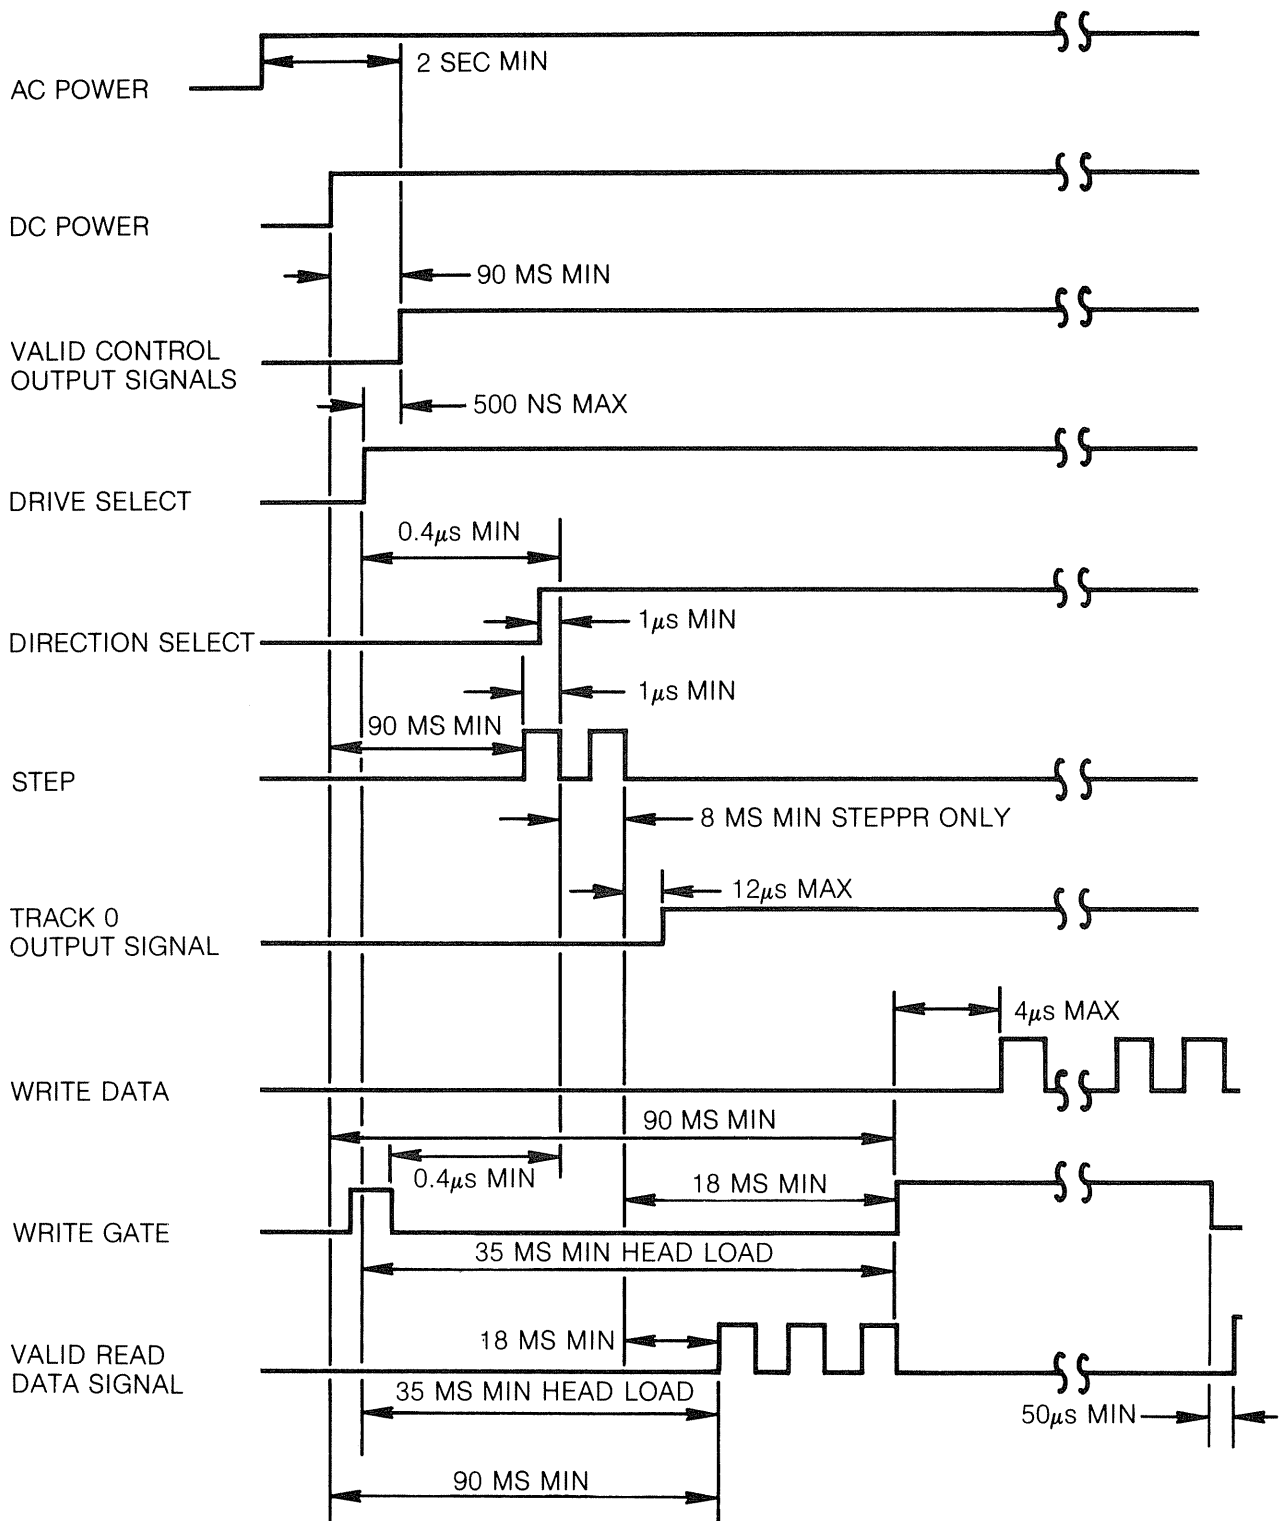 2 SEC MIN
AC POWER
DC POWER
90 MS MIN
VALID CONTROL
OUTPUT SIGNALS
500 NS MAX
DRIVE SELECT
0.4μs MIN
1μs MIN
DIRECTION SELECT
1μs MIN
90 MS MIN
STEP
8 MS MIN STEPPR ONLY
12μs MAX
TRACK 0
OUTPUT SIGNAL
4μs MAX
WRITE DATA
90 MS MIN
0.4μs MIN
18 MS MIN
WRITE GATE
35 MS MIN HEAD LOAD
18 MS MIN
VALID READ
DATA SIGNAL
35 MS MIN HEAD LOAD
50μs MIN
90 MS MIN